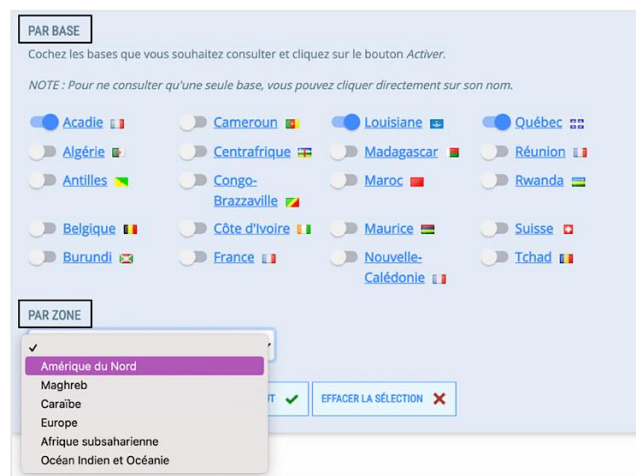 PAR BASE
Cochez les bases que vous souhaitez consulter et cliquez sur le bouton Activer.
NOTE : Pour ne consulter qu'une seule base, vous pouvez cliquer directement sur son nom.
Acadie Cameroun Louisiane Québec
Algérie Centrafrique Madagascar Réunion
Antilles Congo- Maroc Rwanda
Brazzaville
Belgique Côte d'Ivoire Maurice Suisse
Burundi France Nouvelle- Tchad
Calédonie
PAR ZONE
Amérique du Nord
Maghreb
Caraïbe
EFFACER LA SÉLECTION
Europe
Afrique subsaharienne
Océan Indien et Océanie